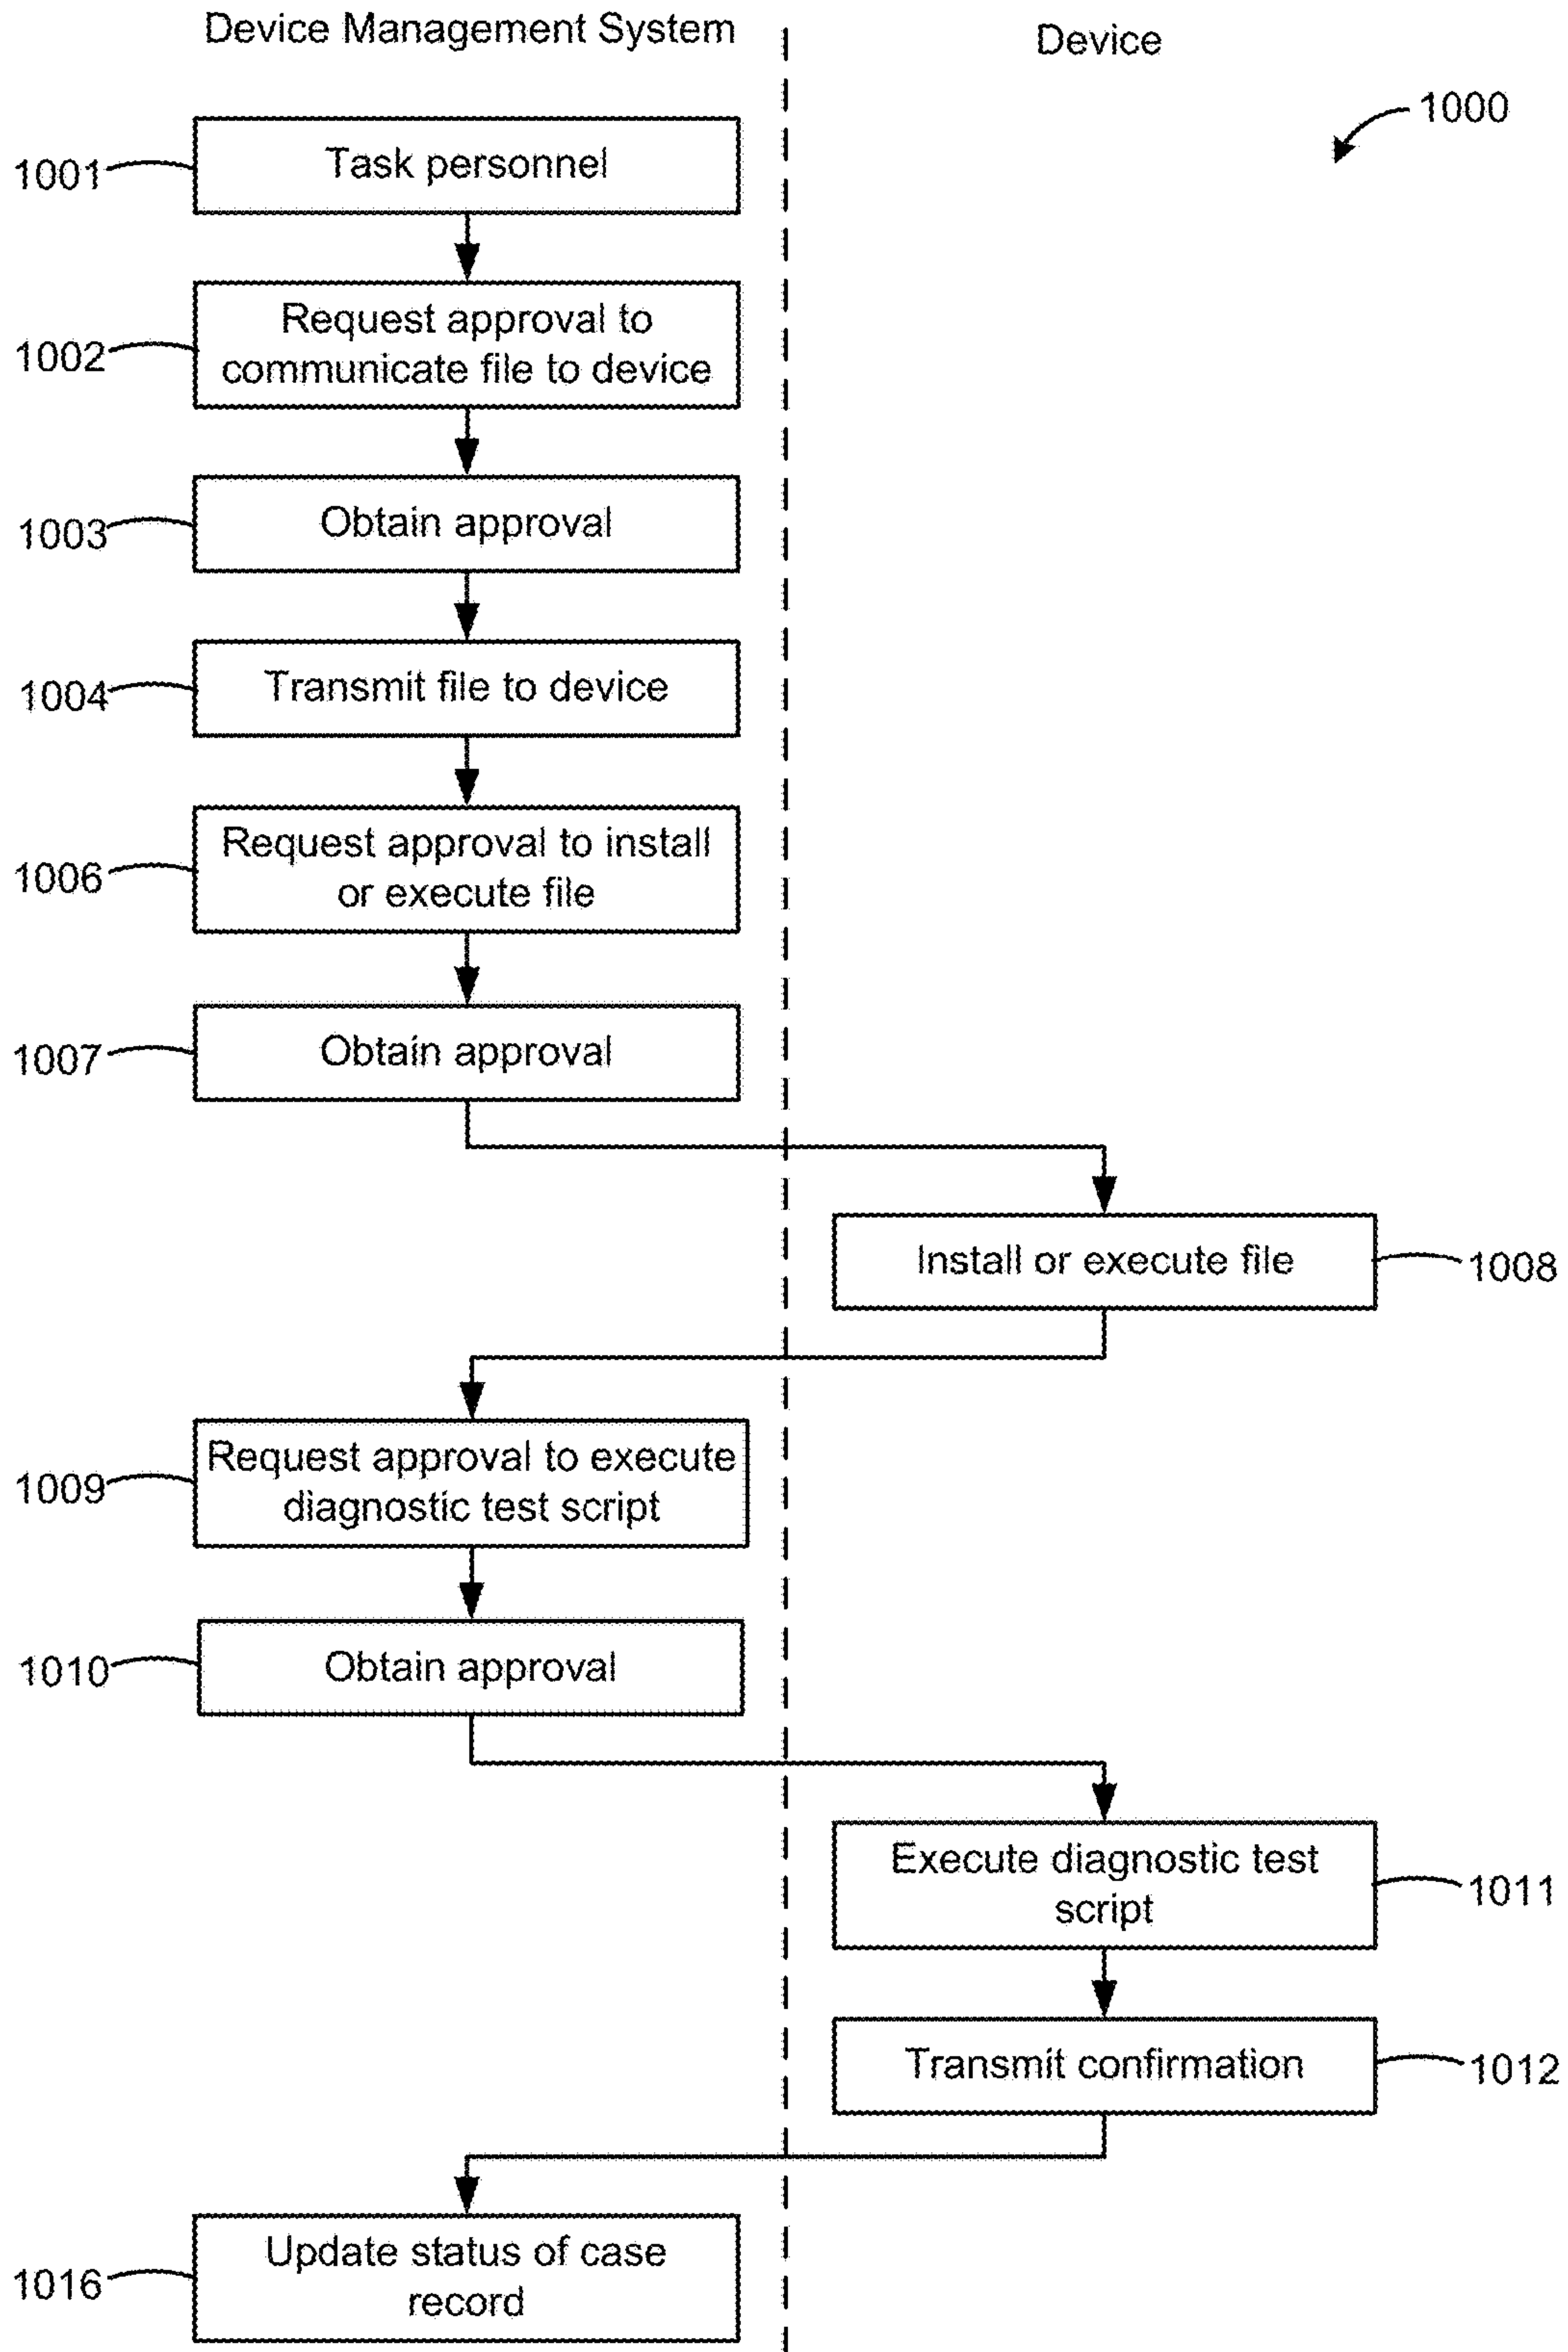 Device Management System
Device
1000
1001
Task personnel
1002
Request approval to
communicate file to device
1003
Obtain approval
1004
Transmit file to device
1006
Request approval to install
or execute file
1007
Obtain approval
Install or execute file
1008
1009
Request approval to execute
diagnostic test script
1010
Obtain approval
Execute diagnostic test
script
1011
Transmit confirmation
1012
1016
Update status of case
record